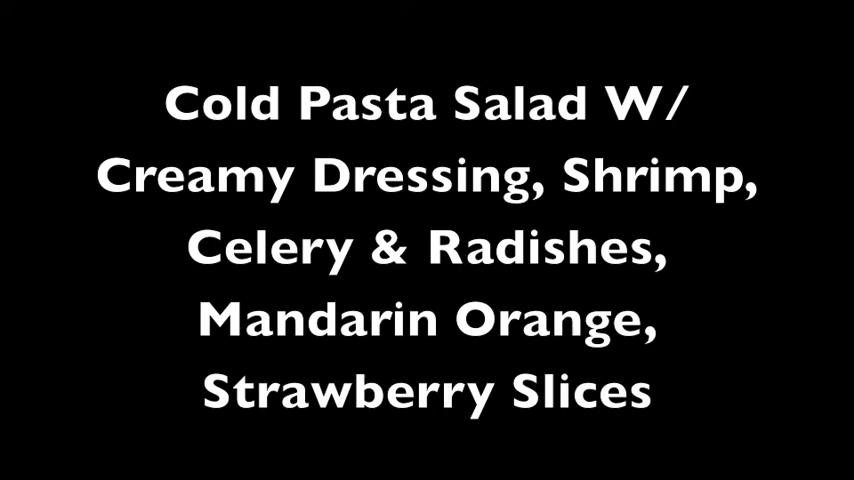 Cold Pasta Salad W/
Creamy Dressing, Shrimp,
Celery & Radishes,
Mandarin Orange,
Strawberry Slices